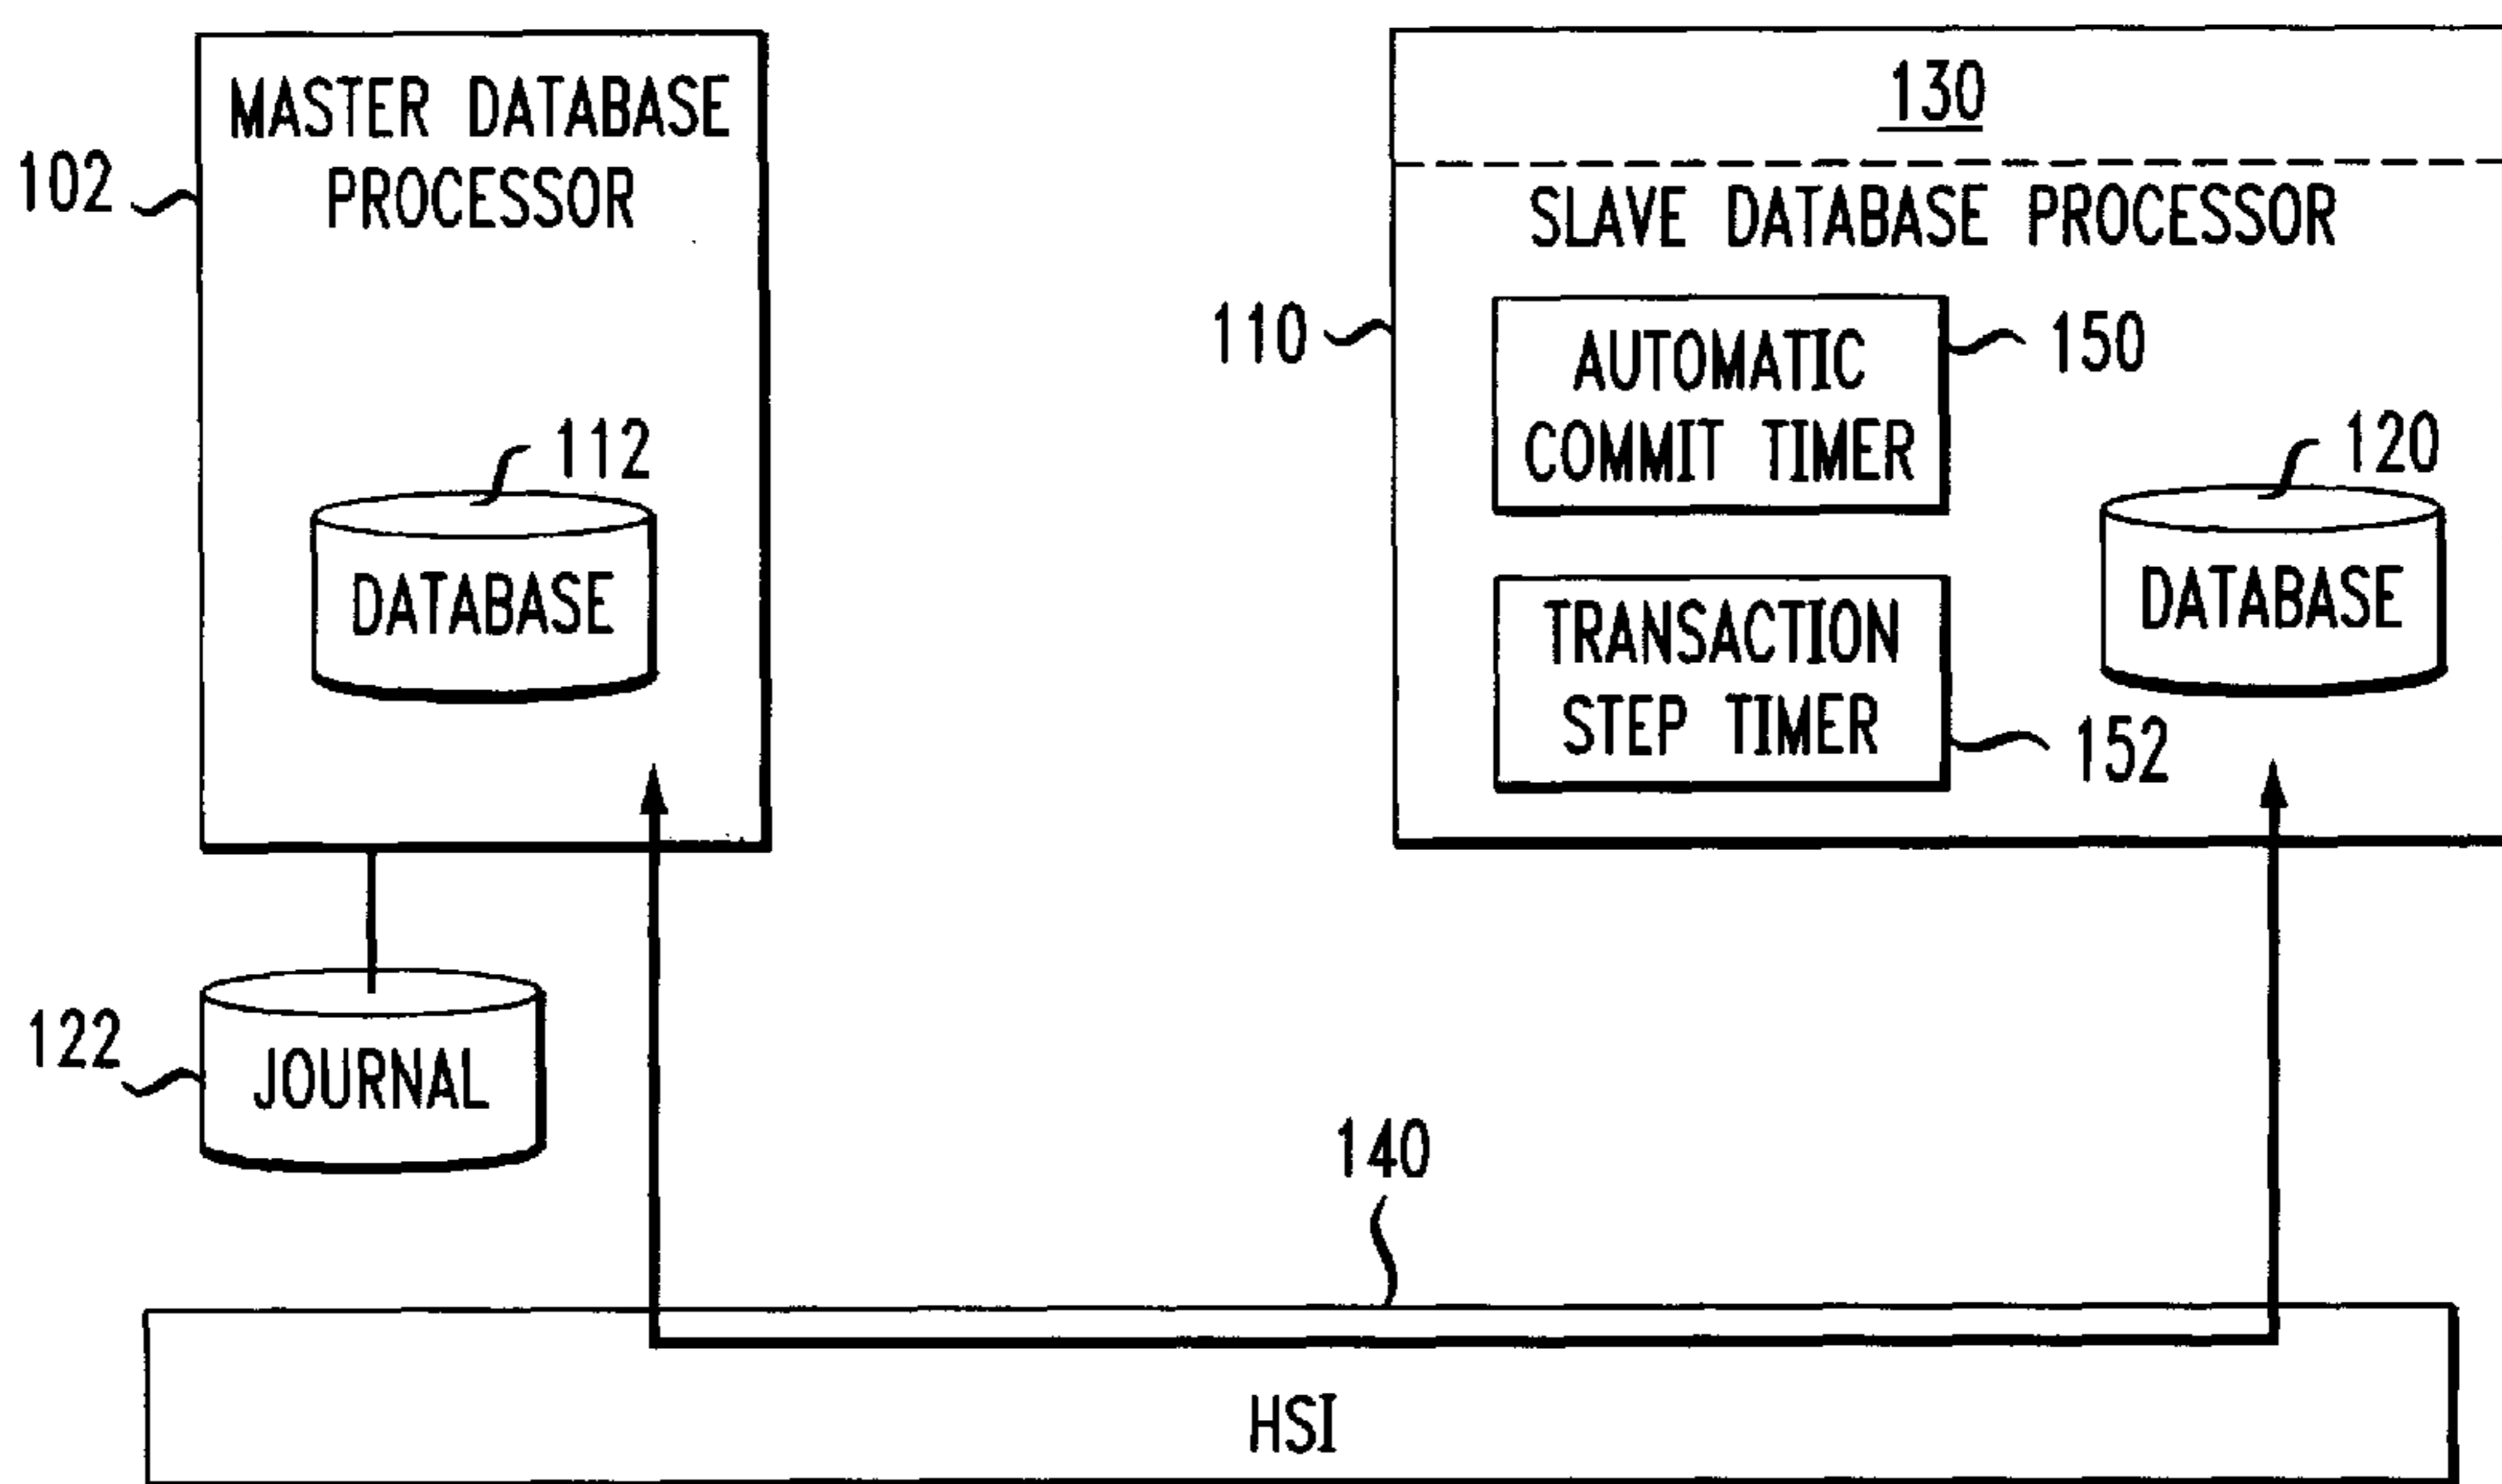 MASTER DATABASE
PROCESSOR
102
112
DATABASE
122
JOURNAL
130
SLAVE DATABASE PROCESSOR
110
AUTOMATIC
COMMIT TIMER
150
120
DATABASE
TRANSACTION
STEP TIMER
152
140
HSI